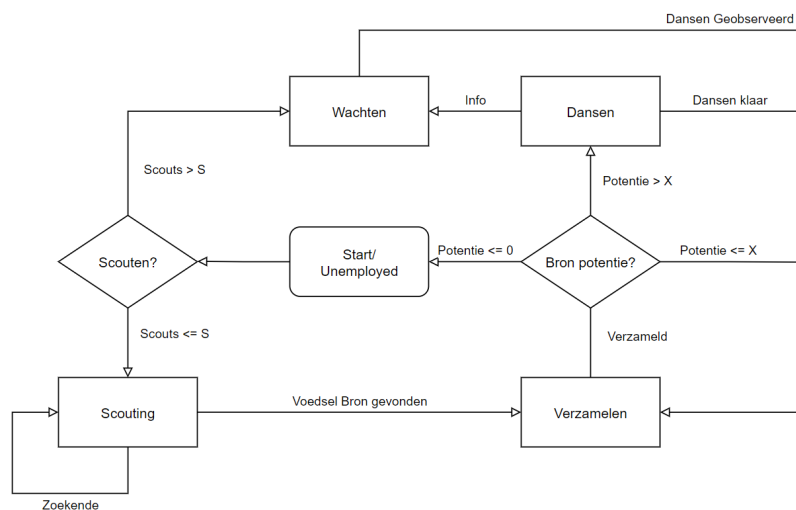 Dansen Geobserveerd
Wachten
Info
Dansen
Dansen klaar
Scouts > S
Potentie > X
Scouten?
Start/
Unemployed
Potentie <= 0
Bron potentie?
Potentie <= X
Scouts <= S
Verzameld
Scouting
Voedsel Bron gevonden
Verzamelen
Zoekende